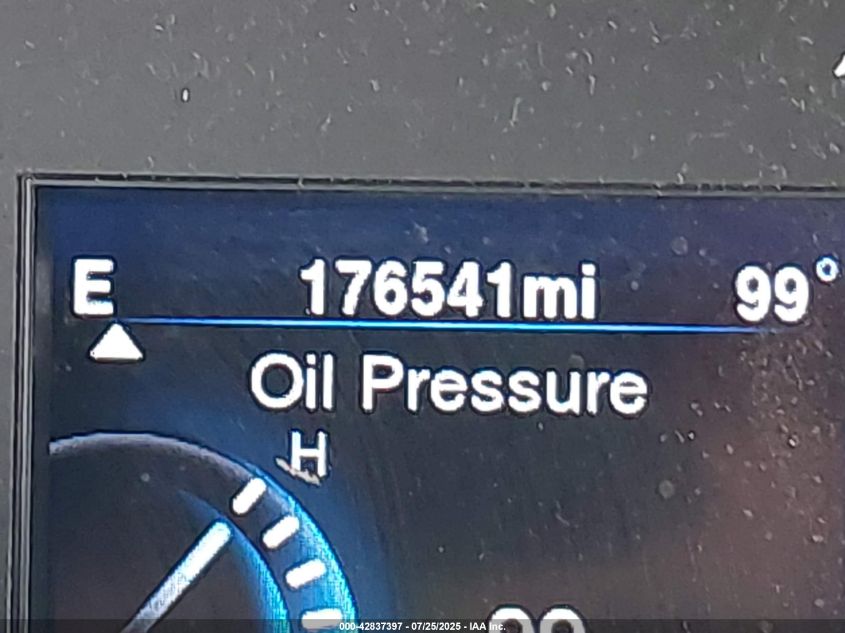 E 176541mi 99°
Oil Pressure
H
000-42837397 - 07/25/2025 - IAA Inc.